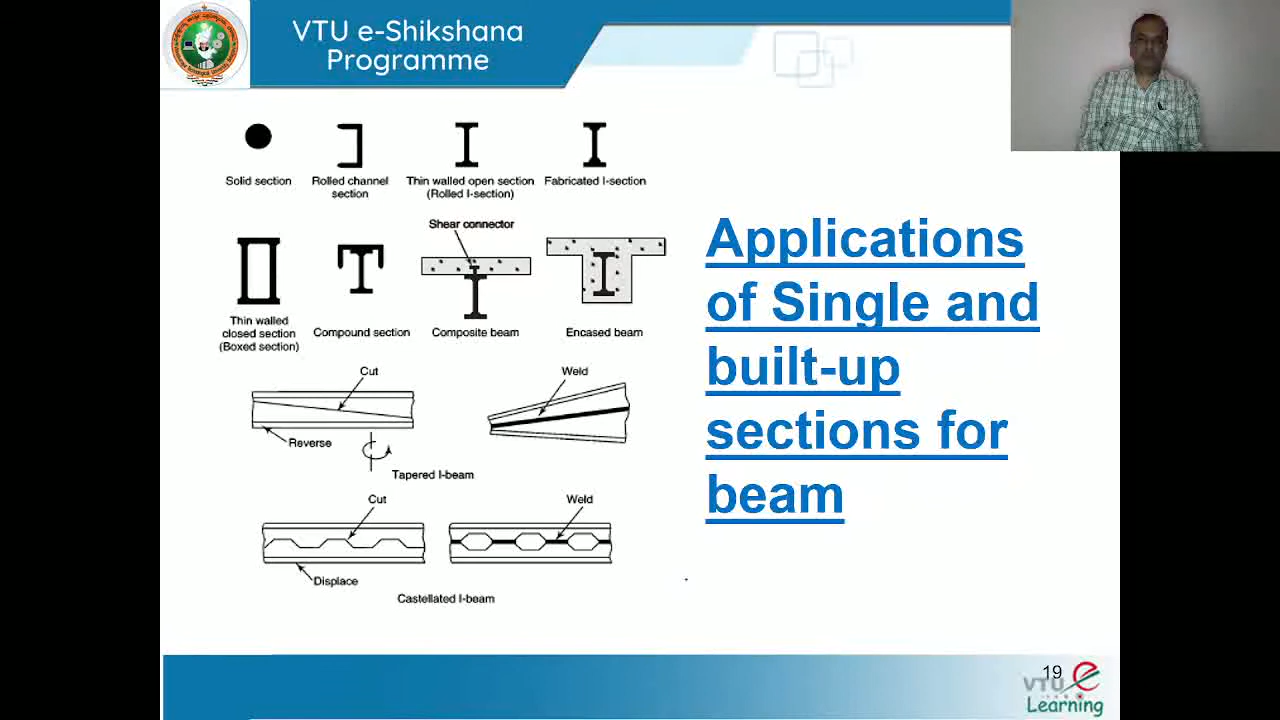 VTU e-Shikshana
Programme
Solid section
Rolled channel
section
Thin walled open section
(Rolled I-section)
Fabricated I-section
Shear connector
Thin walled
closed section
(Boxed section)
Compound section
Composite beam
Encased beam
Cut
Reverse
Weld
Tapered I-beam
Cut
Displace
Weld
Castellated I-beam
Applications
of Single and
built-up
sections for
beam
19
VTU e
Learning